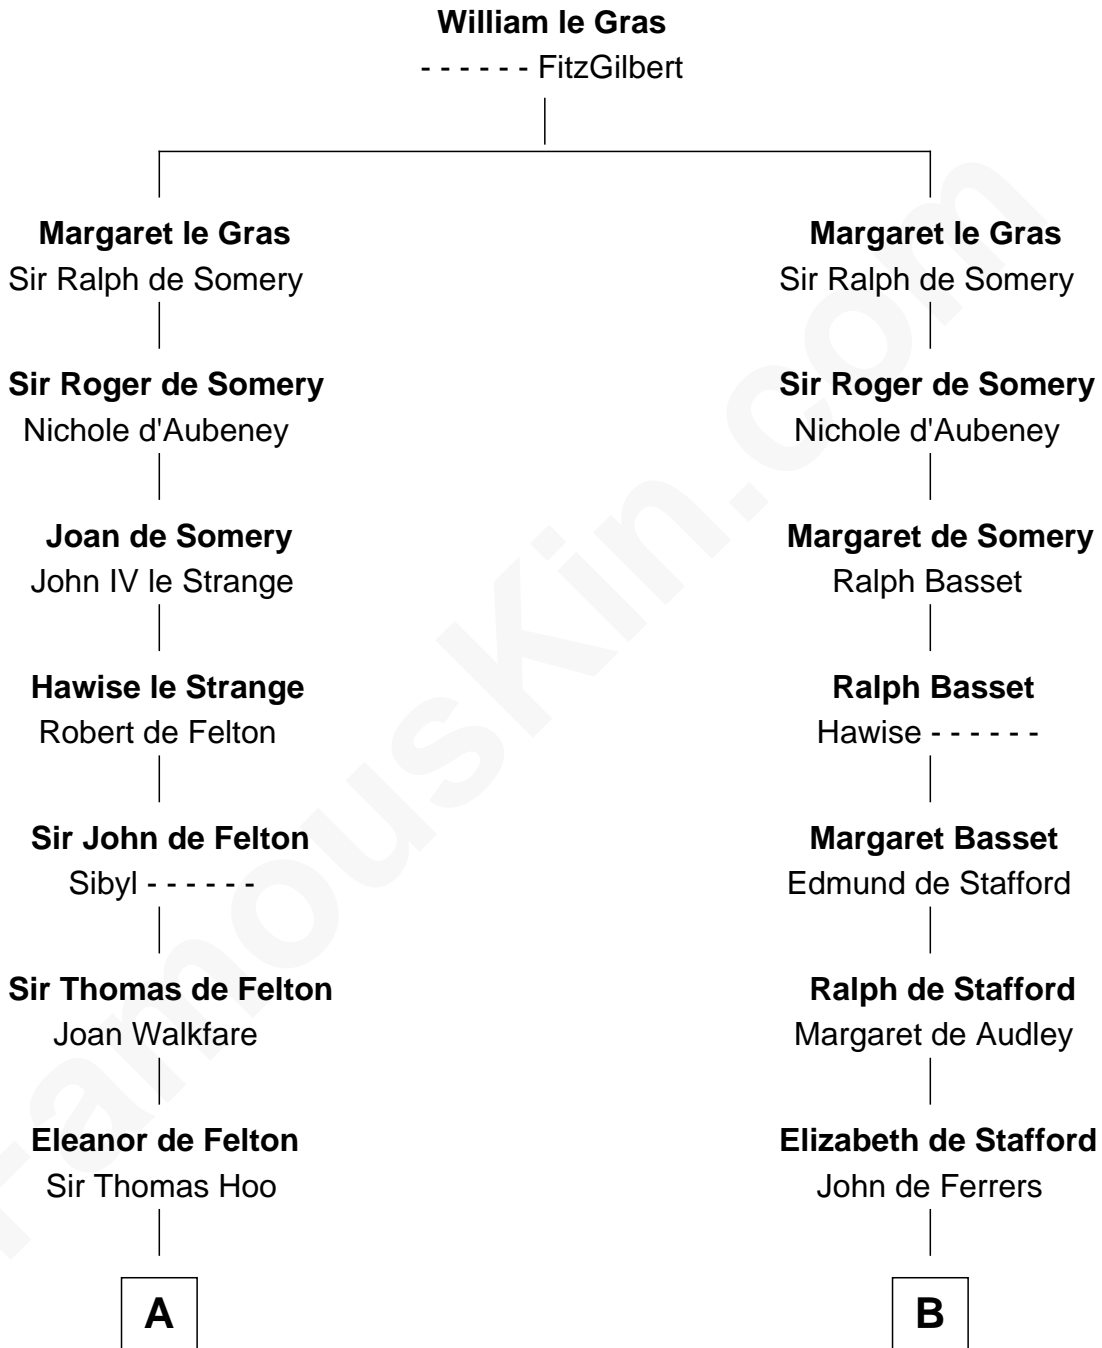 William le Gras
- - - - - - FitzGilbert
Margaret le Gras
Sir Ralph de Somery
Sir Roger de Somery
Nichole d'Aubeney
Joan de Somery
John IV le Strange
Hawise le Strange
Robert de Felton
Sir John de Felton
Sibyl - - - - - -
Sir Thomas de Felton
Joan Walkfare
Eleanor de Felton
Sir Thomas Hoo
A
Margaret le Gras
Sir Ralph de Somery
Sir Roger de Somery
Nichole d'Aubeney
Margaret de Somery
Ralph Basset
Ralph Basset
Hawise - - - - - -
Margaret Basset
Edmund de Stafford
Ralph de Stafford
Margaret de Audley
Elizabeth de Stafford
John de Ferrers
B
FamousKin.com